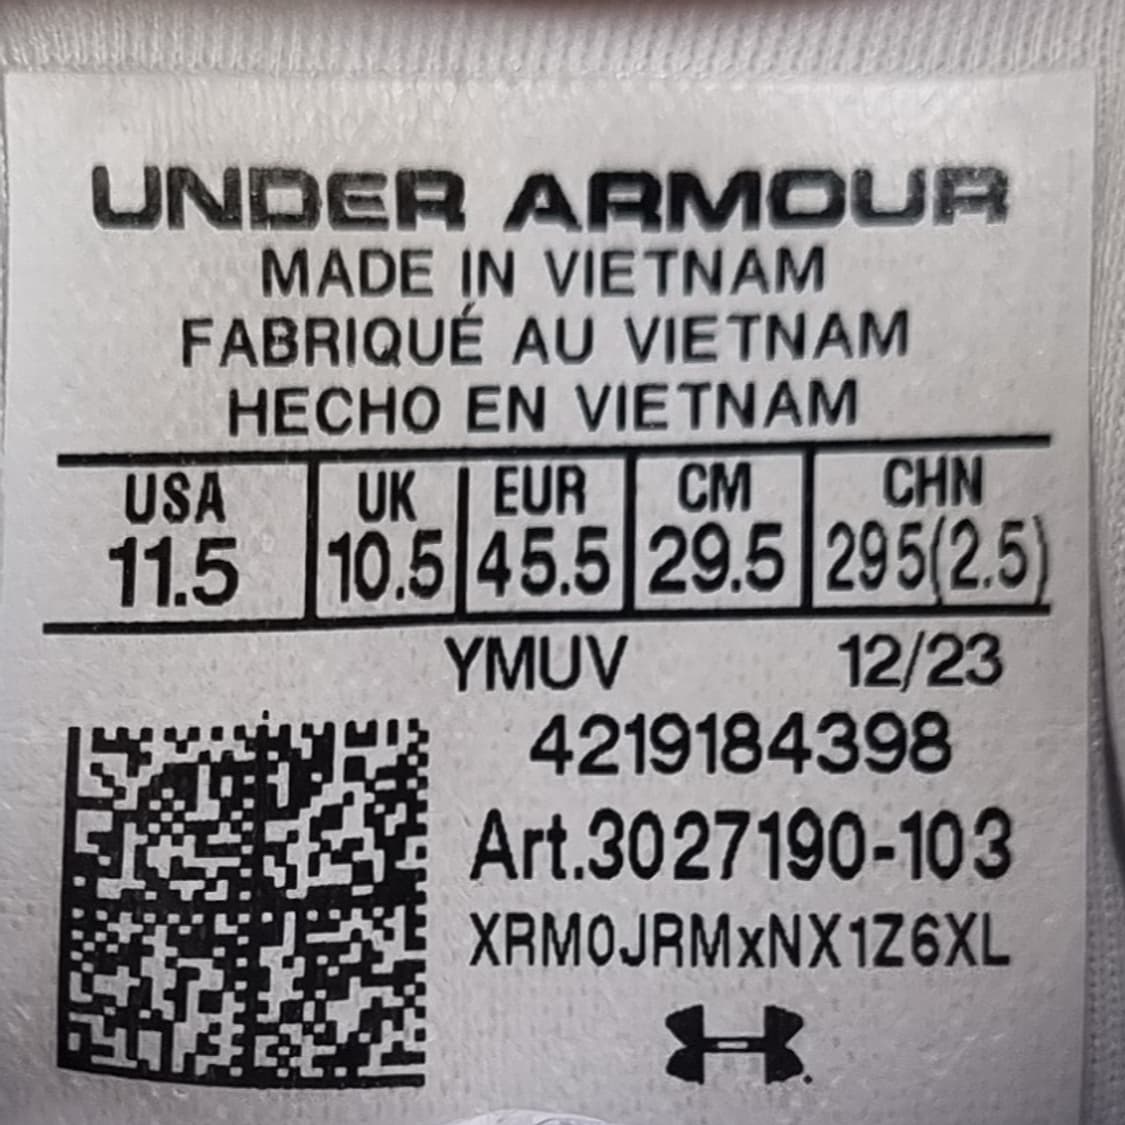 UNDER ARMOUR
MADE IN VIETNAM
FABRIQUÉ AU VIETNAM
HECHO EN VIETNAM
USA UK EUR CM CHN
11.5 10.5 45.5 29.5 295(2.5)
YMUV 12/23
4219184398
Art.3027190-103
XRM0JRMxNX1Z6XL